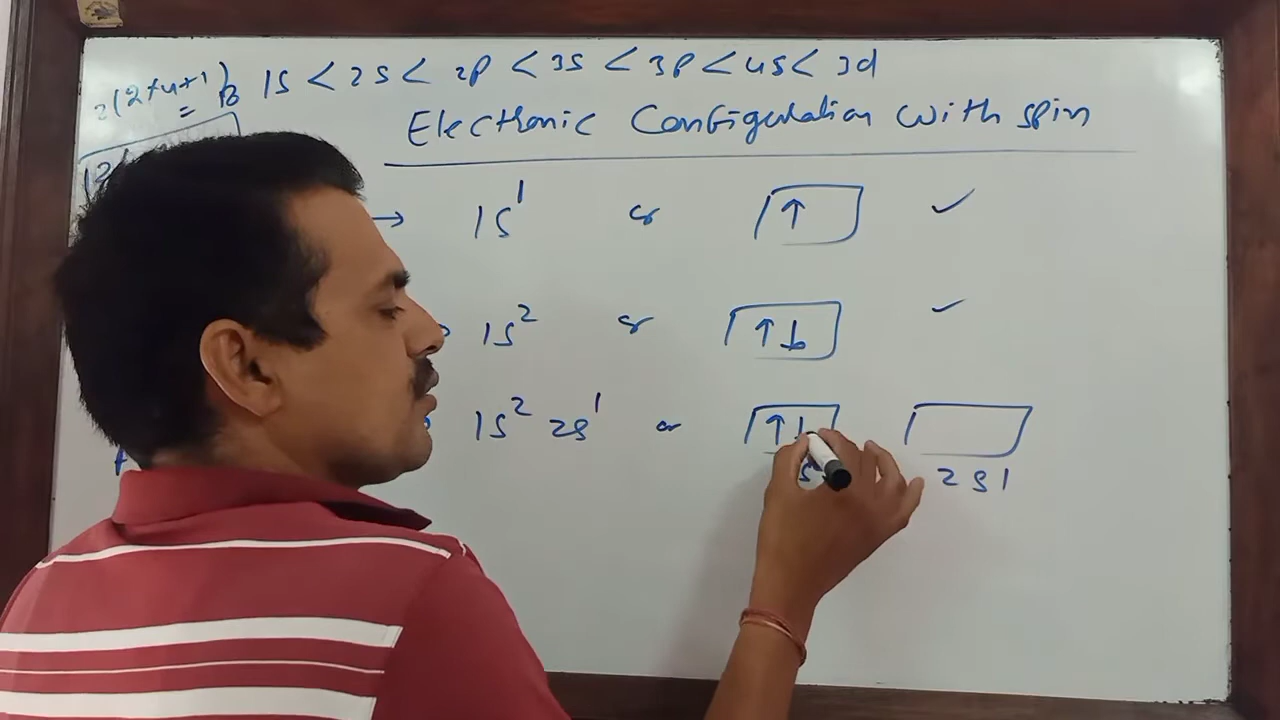 1s < 2s < 2p < 3s < 3p < 4s < 3d
Electronic Configuration with spin
→ 1s¹ or ↑ ✓
1s² or ↑↓ ✓
1s² 2s¹ or ↑↓
2s1